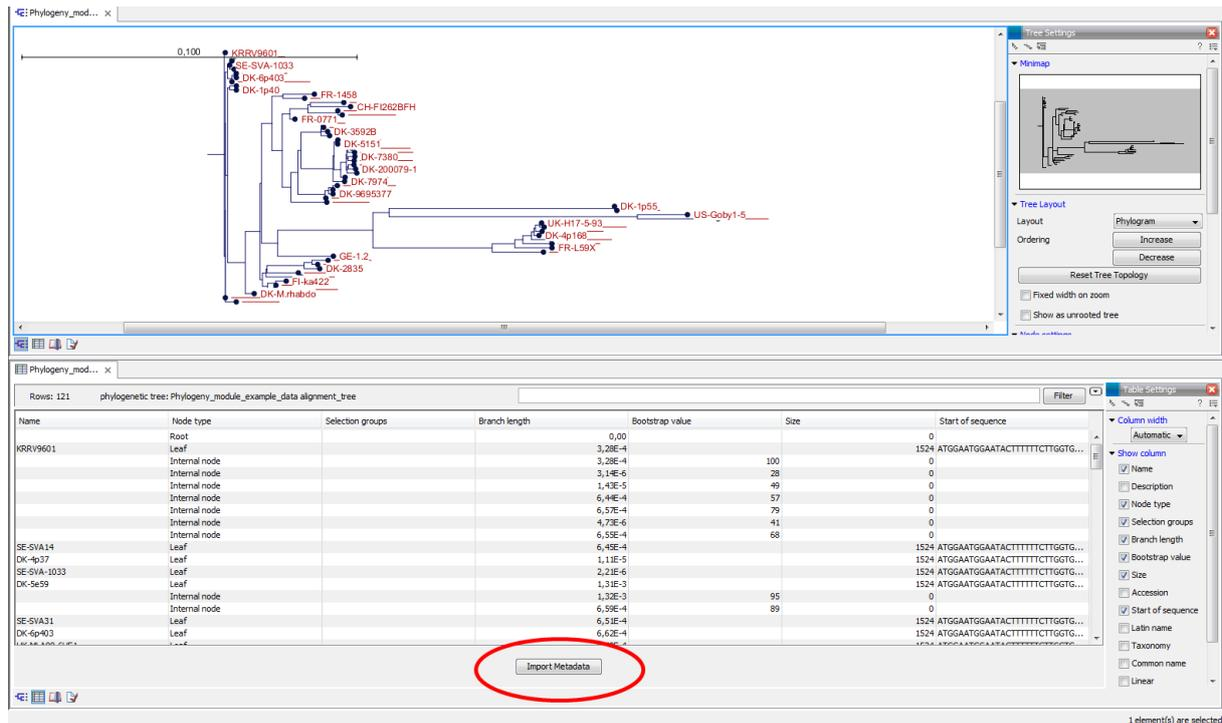 Phylogeny_mod...
0,100
KRRV9601
SE-SVA-1033
DK-6p403
DK-1p40
FR-1458
CH-FI262BFH
FR-0771
DK-3592B
DK-5151
DK-7380
DK-200079-1
DK-7974
DK-9695377
DK-1p55
US-Goby1-5
UK-H17-5-93
DK-4p168
FR-L59X
GE-1.2
DK-2835
FI-ka422
DK-M.rhabdo
Tree Settings
?
Minimap
Tree Layout
Layout Phylogram
Ordering Increase
Decrease
Reset Tree Topology
Fixed width on zoom
Show as unrooted tree
Node settings
Phylogeny_mod...
Rows: 121 phylogenetic tree: Phylogeny_module_example_data alignment_tree Filter
Name Node type Selection groups Branch length Bootstrap value Size Start of sequence
Root 0,00 0
KRRV9601 Leaf 3,28E-4 1524 ATGGAATGGAATACTTTTTTCTTGGTG...
Internal node 3,28E-4 100 0
Internal node 3,14E-6 28 0
Internal node 1,43E-5 49 0
Internal node 6,44E-4 57 0
Internal node 6,57E-4 79 0
Internal node 4,73E-6 41 0
Internal node 6,55E-4 68 0
SE-SVA14 Leaf 6,45E-4 1524 ATGGAATGGAATACTTTTTTCTTGGTG...
DK-4p37 Leaf 1,11E-5 1524 ATGGAATGGAATACTTTTTTCTTGGTG...
SE-SVA-1033 Leaf 2,21E-6 1524 ATGGAATGGAATACTTTTTTCTTGGTG...
DK-5e59 Leaf 1,31E-3 1524 ATGGAATGGAATACTTTTTTCTTGGTG...
Internal node 1,32E-3 95 0
Internal node 6,59E-4 89 0
SE-SVA31 Leaf 6,51E-4 1524 ATGGAATGGAATACTTTTTTCTTGGTG...
DK-6p403 Leaf 6,62E-4 1524 ATGGAATGGAATACTTTTTTCTTGGTG...
Import Metadata
Table Settings
?
Column width
Automatic
Show column
Name
Description
Node type
Selection groups
Branch length
Bootstrap value
Size
Accession
Start of sequence
Latin name
Taxonomy
Common name
Linear
1 element(s) are selected